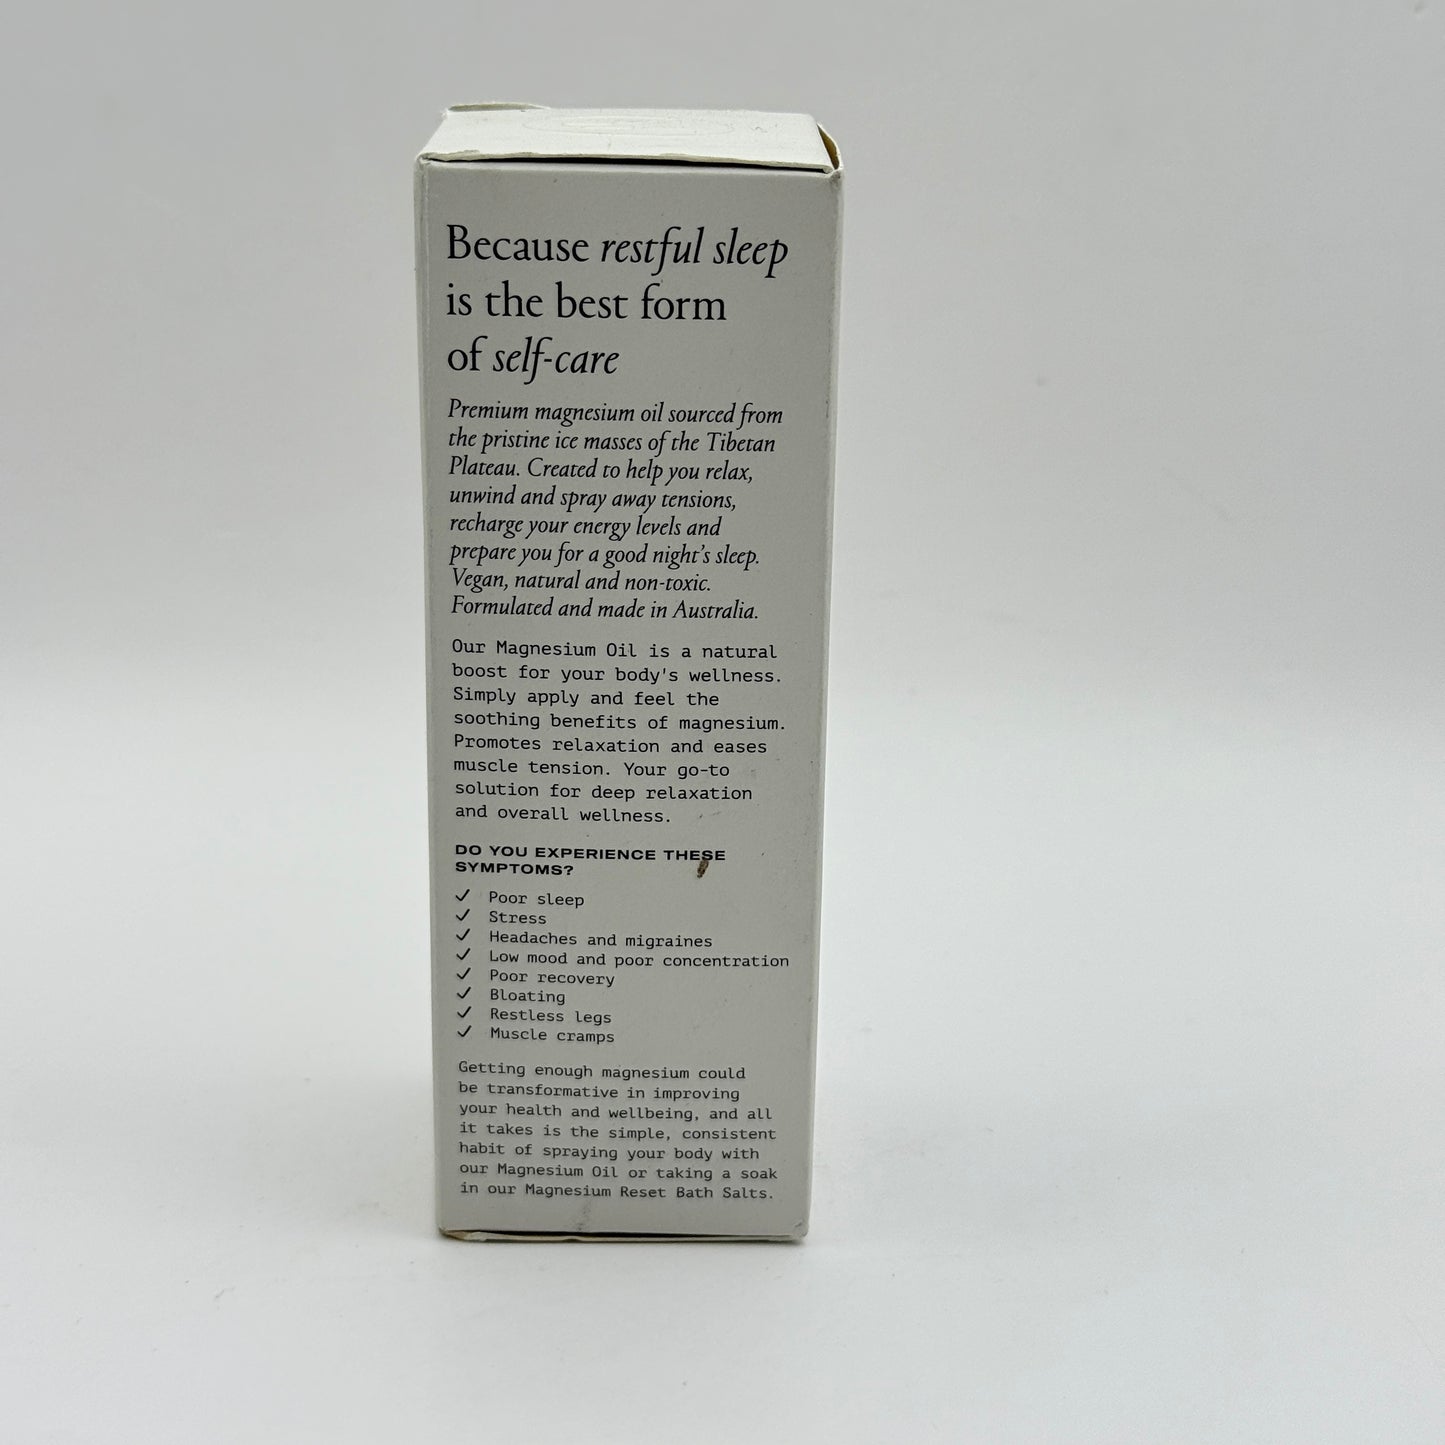 Because restful sleep
is the best form
of self-care
Premium magnesium oil sourced from
the pristine ice masses of the Tibetan
Plateau. Created to help you relax,
unwind and spray away tensions,
recharge your energy levels and
prepare you for a good night's sleep.
Vegan, natural and non-toxic.
Formulated and made in Australia.
Our Magnesium Oil is a natural
boost for your body's wellness.
Simply apply and feel the
soothing benefits of magnesium.
Promotes relaxation and eases
muscle tension. Your go-to
solution for deep relaxation
and overall wellness.
DO YOU EXPERIENCE THESE
SYMPTOMS?
✓ Poor sleep
✓ Stress
✓ Headaches and migraines
✓ Low mood and poor concentration
✓ Poor recovery
✓ Bloating
✓ Restless legs
✓ Muscle cramps
Getting enough magnesium could
be transformative in improving
your health and wellbeing, and all
it takes is the simple, consistent
habit of spraying your body with
our Magnesium Oil or taking a soak
in our Magnesium Reset Bath Salts.